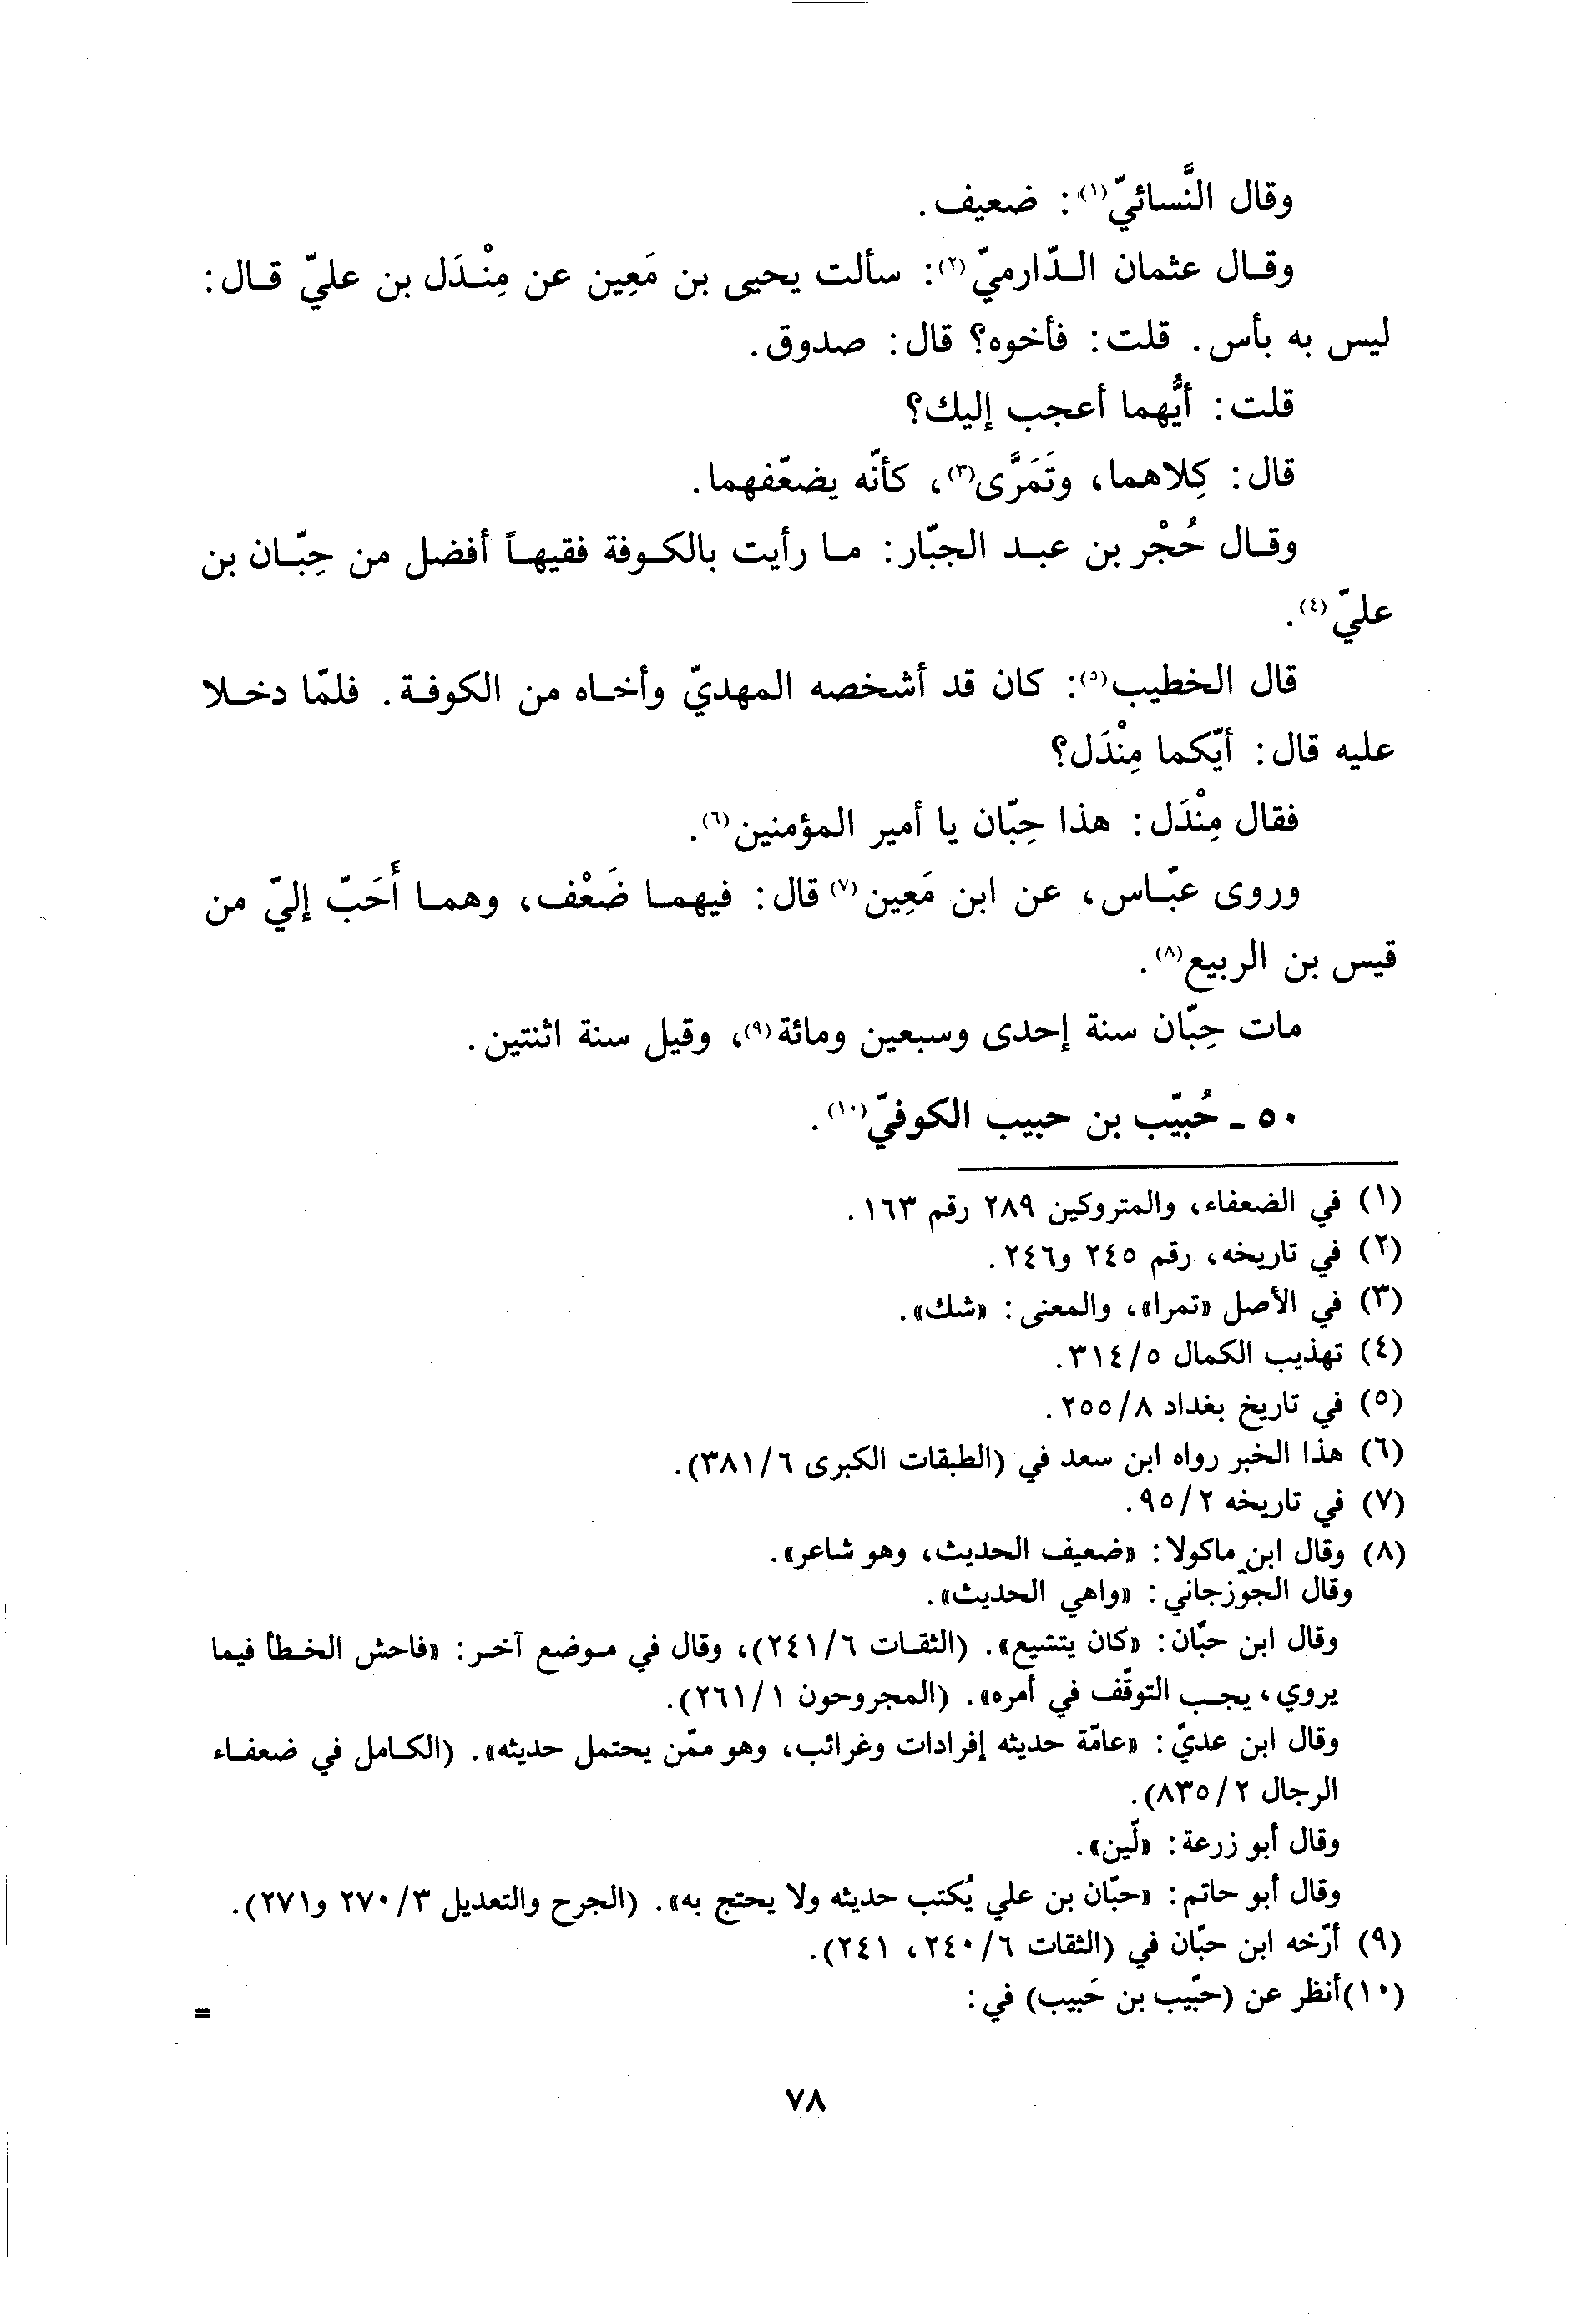 وقال النَّسائيّ(١): ضعيف.
وقال عثمان الدّارميّ(٢): سألت يحيى بن مَعِين عن مِنْدَل بن عليّ قال:
ليس به بأس. قلت: فأخوه؟ قال: صدوق.
قلت: أيُّهما أعجب إليك؟
قال: كِلاهما، وتَمَرَّى(٣)، كأنّه يضعّفهما.
وقال حُجْر بن عبد الجبّار: ما رأيت بالكوفة فقيهاً أفضل من حِبّان بن
عليّ(٤).
قال الخطيب(٥): كان قد أشخصه المهديّ وأخاه من الكوفة. فلمّا دخلا
عليه قال: أيّكما مِنْدَل؟
فقال مِنْدَل: هذا حِبّان يا أمير المؤمنين(٦).
وروى عبّاس، عن ابن مَعِين(٧) قال: فيهما ضَعْف، وهما أَحَبّ إليّ من
قيس بن الربيع(٨).
مات حِبّان سنة إحدى وسبعين ومائة(٩)، وقيل سنة اثنتين.
٥٠ - حُبيّب بن حبيب الكوفيّ(١٠).
(١) في الضعفاء، والمتروكين ٢٨٩ رقم ١٦٣.
(٢) في تاريخه، رقم ٢٤٥ و٢٤٦.
(٣) في الأصل «تمرا»، والمعنى: «شك».
(٤) تهذيب الكمال ٣١٤/٥.
(٥) في تاريخ بغداد ٢٥٥/٨.
(٦) هذا الخبر رواه ابن سعد في (الطبقات الكبرى ٣٨١/٦).
(٧) في تاريخه ٩٥/٢.
(٨) وقال ابن ماكولا: «ضعيف الحديث، وهو شاعر».
وقال الجوزجاني: «واهي الحديث».
وقال ابن حبّان: «كان يتشيع». (الثقات ٢٤١/٦)، وقال في موضع آخر: «فاحش الخطأ فيما
يروي، يجب التوقّف في أمره». (المجروحون ٢٦١/١).
وقال ابن عديّ: «عامّة حديثه إفرادات وغرائب، وهو ممّن يحتمل حديثه». (الكامل في ضعفاء
الرجال ٨٣٥/٢).
وقال أبو زرعة: «لّين».
وقال أبو حاتم: «حبّان بن علي يُكتب حديثه ولا يحتج به». (الجرح والتعديل ٢٧٠/٣ و٢٧١).
(٩) أرّخه ابن حبّان في (الثقات ٢٤٠/٦، ٢٤١).
(١٠) أنظر عن (حبّيب بن حَبيب) في:
=
٧٨